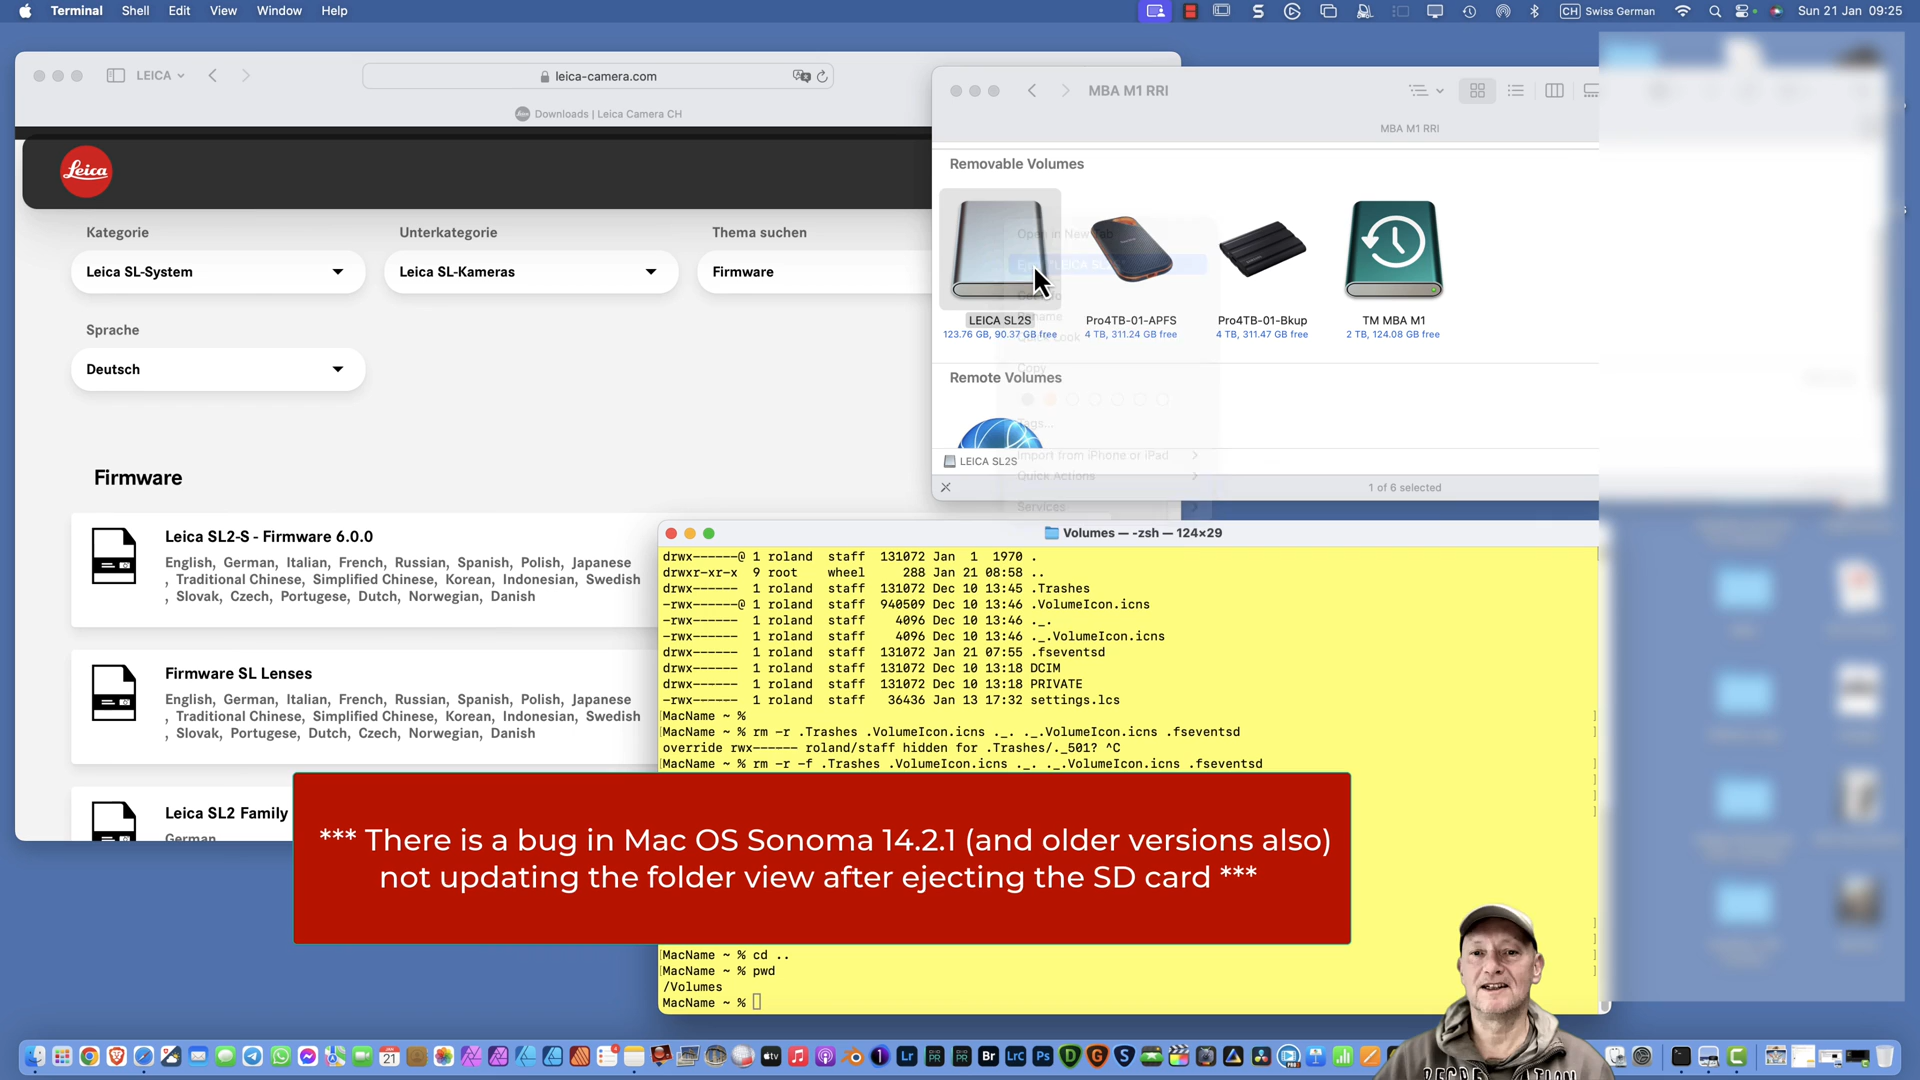 Terminal Shell Edit View Window Help
CH Swiss German
Sun 21 Jan 09:25
LEICA
leica-camera.com
Downloads | Leica Camera CH
Leica
Kategorie
Unterkategorie
Thema suchen
Leica SL-System
Leica SL-Kameras
Firmware
Sprache
Deutsch
Firmware
Leica SL2-S - Firmware 6.0.0
English, German, Italian, French, Russian, Spanish, Polish, Japanese
, Traditional Chinese, Simplified Chinese, Korean, Indonesian, Swedish
, Slovak, Czech, Portugese, Dutch, Norwegian, Danish
Firmware SL Lenses
English, German, Italian, French, Russian, Spanish, Polish, Japanese
, Traditional Chinese, Simplified Chinese, Korean, Indonesian, Swedish
, Slovak, Portugese, Dutch, Czech, Norwegian, Danish
Leica SL2 Family
German
MBA M1 RRI
MBA M1 RRI
Removable Volumes
Open in New Tab
LEICA SL2S
123.76 GB, 90.37 GB free
Pro4TB-01-APFS
4 TB, 311.24 GB free
Pro4TB-01-Bkup
4 TB, 311.47 GB free
TM MBA M1
2 TB, 124.08 GB free
Copy
Remote Volumes
Tags...
Import from iPhone or iPad
Quick Actions
Services
LEICA SL2S
1 of 6 selected
Volumes — -zsh — 124×29
drwx------@ 1 roland staff 131072 Jan 1 1970 .
drwxr-xr-x 9 root wheel 288 Jan 21 08:58 ..
drwx------ 1 roland staff 131072 Dec 10 13:45 .Trashes
-rwx------@ 1 roland staff 940509 Dec 10 13:46 .VolumeIcon.icns
-rwx------ 1 roland staff 4096 Dec 10 13:46 ._.
-rwx------ 1 roland staff 4096 Dec 10 13:46 ._.VolumeIcon.icns
drwx------ 1 roland staff 131072 Jan 21 07:55 .fseventsd
drwx------ 1 roland staff 131072 Dec 10 13:18 DCIM
drwx------ 1 roland staff 131072 Dec 10 13:18 PRIVATE
-rwx------ 1 roland staff 36436 Jan 13 17:32 settings.lcs
[MacName ~ % ]
[MacName ~ % rm -r .Trashes .VolumeIcon.icns ._. ._.VolumeIcon.icns .fseventsd ]
override rwx------ roland/staff hidden for .Trashes/._501? ^C
[MacName ~ % rm -r -f .Trashes .VolumeIcon.icns ._. ._.VolumeIcon.icns .fseventsd ]
*** There is a bug in Mac OS Sonoma 14.2.1 (and older versions also)
not updating the folder view after ejecting the SD card ***
[MacName ~ % cd .. ]
[MacName ~ % pwd ]
/Volumes
MacName ~ %